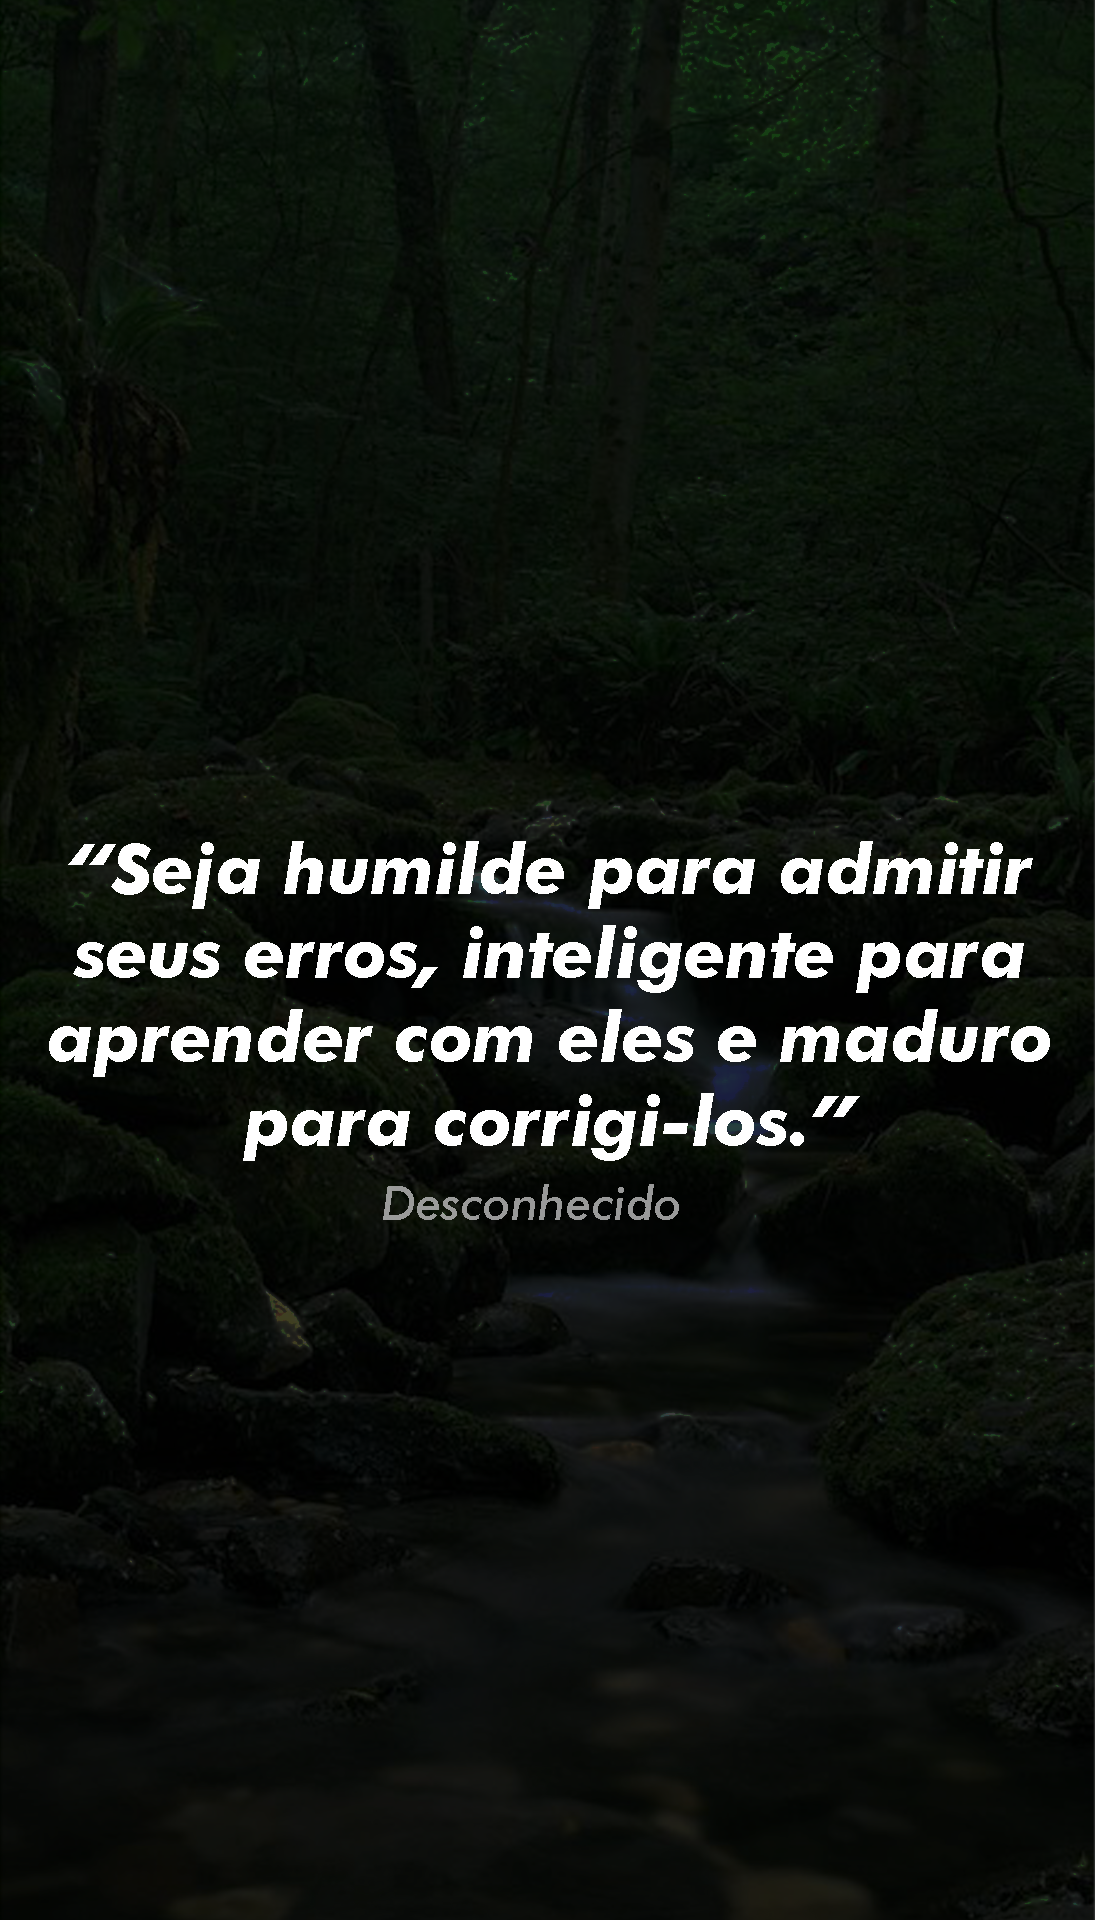 “Seja humilde para admitir
seus erros, inteligente para
aprender com eles e maduro
para corrigi-los.”
Desconhecido